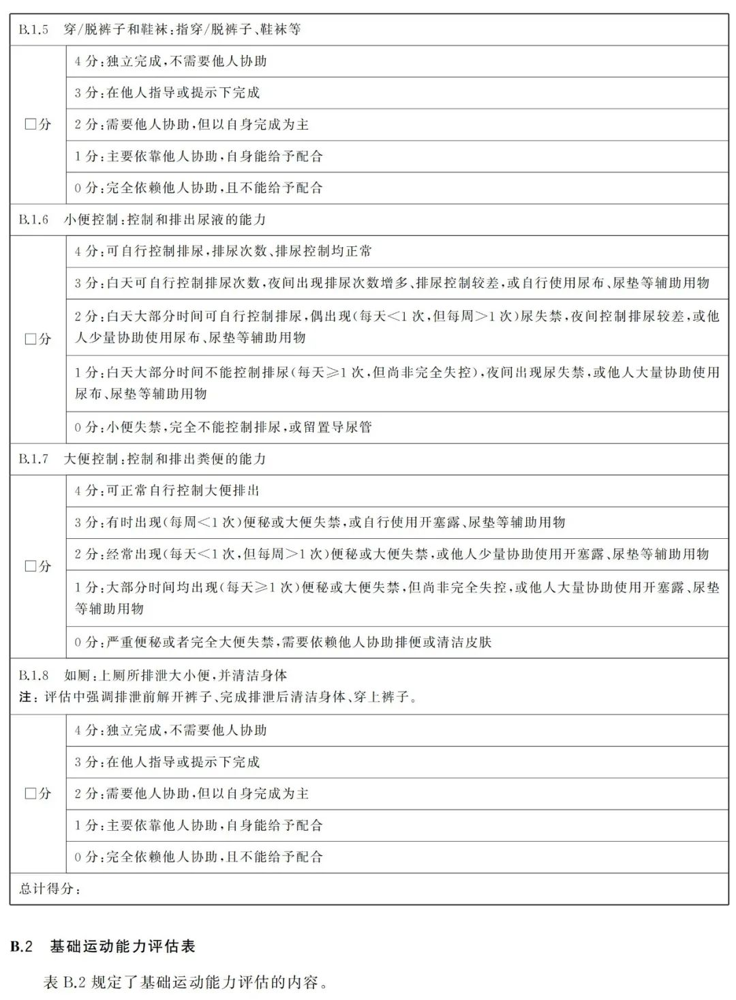 B.1.5 穿/脱裤子和鞋袜:指穿/脱裤子、鞋袜等
4 分:独立完成,不需要他人协助
3 分:在他人指导或提示下完成
□分
2 分:需要他人协助,但以自身完成为主
1 分:主要依靠他人协助,自身能给予配合
0 分:完全依赖他人协助,且不能给予配合
B.1.6 小便控制:控制和排出尿液的能力
4 分:可自行控制排尿,排尿次数、排尿控制均正常
3 分:白天可自行控制排尿次数,夜间出现排尿次数增多、排尿控制较差,或自行使用尿布、尿垫等辅助用物
□分
2 分:白天大部分时间可自行控制排尿,偶出现(每天<1 次,但每周>1 次)尿失禁,夜间控制排尿较差,或他
人少量协助使用尿布、尿垫等辅助用物
1 分:白天大部分时间不能控制排尿(每天≥1 次,但尚非完全失控),夜间出现尿失禁,或他人大量协助使用
尿布、尿垫等辅助用物
0 分:小便失禁,完全不能控制排尿,或留置导尿管
B.1.7 大便控制:控制和排出粪便的能力
4 分:可正常自行控制大便排出
3 分:有时出现(每周<1 次)便秘或大便失禁,或自行使用开塞露、尿垫等辅助用物
□分
2 分:经常出现(每天<1 次,但每周>1 次)便秘或大便失禁,或他人少量协助使用开塞露、尿垫等辅助用物
1 分:大部分时间均出现(每天≥1 次)便秘或大便失禁,但尚非完全失控,或他人大量协助使用开塞露、尿垫
等辅助用物
0 分:严重便秘或者完全大便失禁,需要依赖他人协助排便或清洁皮肤
B.1.8 如厕:上厕所排泄大小便,并清洁身体
注: 评估中强调排泄前解开裤子、完成排泄后清洁身体、穿上裤子。
4 分:独立完成,不需要他人协助
3 分:在他人指导或提示下完成
□分
2 分:需要他人协助,但以自身完成为主
1 分:主要依靠他人协助,自身能给予配合
0 分:完全依赖他人协助,且不能给予配合
总计得分:
B.2 基础运动能力评估表
表 B.2 规定了基础运动能力评估的内容。